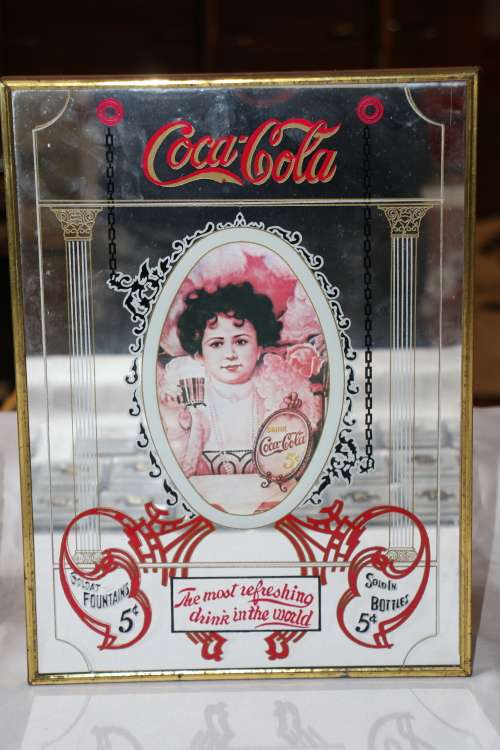 Coca-Cola
DRINK
Coca-Cola
5¢
SOLD AT
FOUNTAINS
5¢
The most refreshing
drink in the world
SOLD IN
BOTTLES
5¢